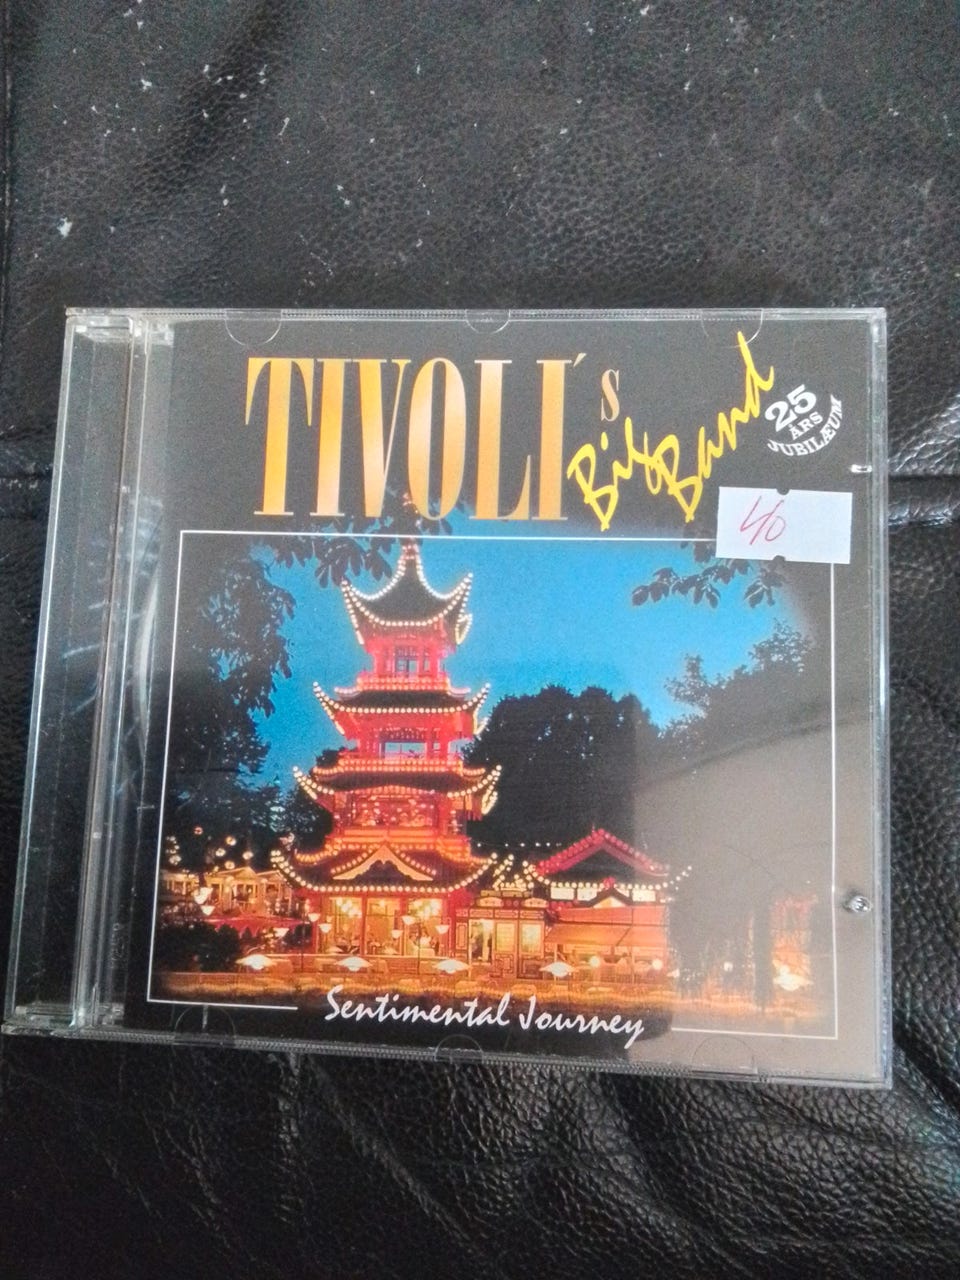 TIVOLI´s
Big Band
25
ÅRS
JUBILÆUM
40
Sentimental Journey